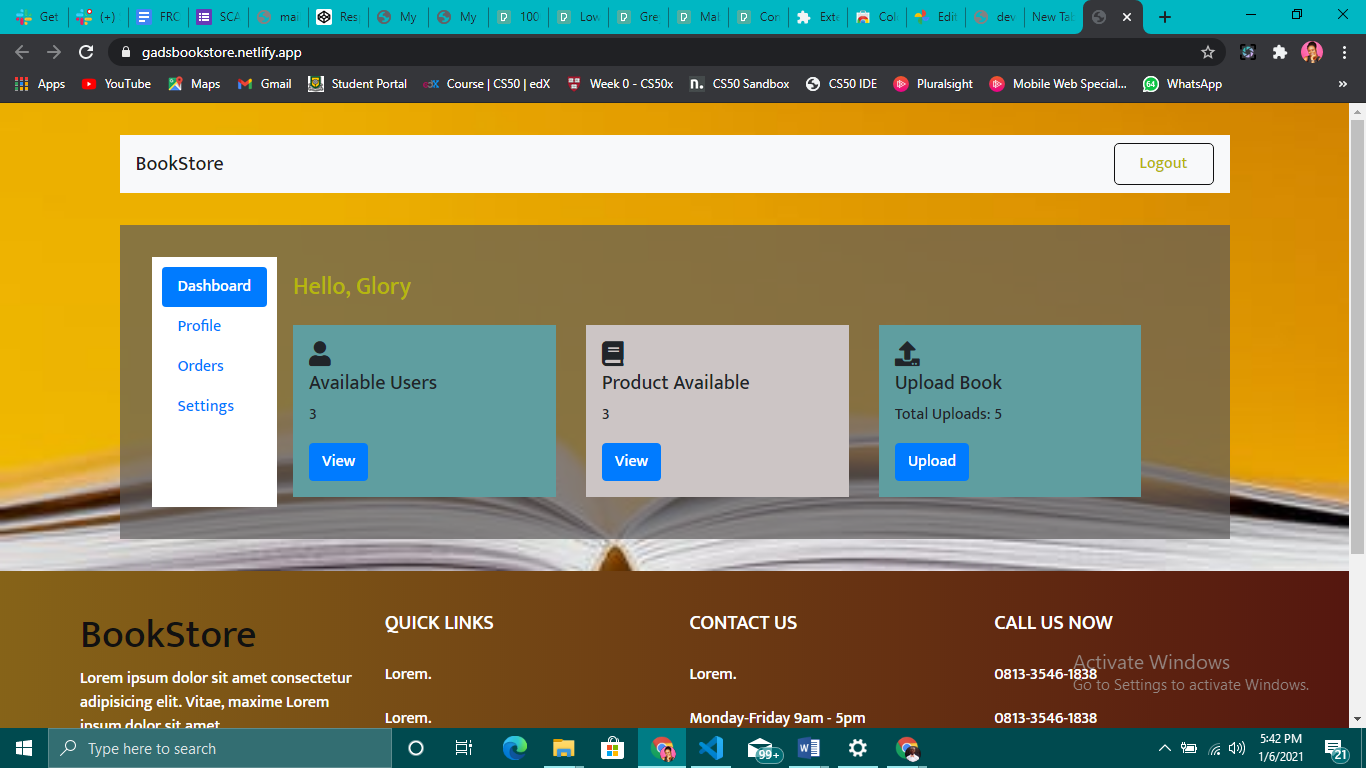 Get
(+)
FRC
SCA
mai
Resp
My
My
100
Low
Gre
Mal
Cor
Exte
Colo
Edit
dev
New Tab
gadsbookstore.netlify.app
Apps
YouTube
Maps
Gmail
Student Portal
Course | CS50 | edX
Week 0 - CS50x
n.
CS50 Sandbox
CS50 IDE
Pluralsight
Mobile Web Special...
64
WhatsApp
»
BookStore
Logout
Dashboard
Profile
Orders
Settings
Hello, Glory
Available Users
3
View
Product Available
3
View
Upload Book
Total Uploads: 5
Upload
BookStore
Lorem ipsum dolor sit amet consectetur
adipisicing elit. Vitae, maxime Lorem
ipsum dolor sit amet
QUICK LINKS
Lorem.
Lorem.
CONTACT US
Lorem.
Monday-Friday 9am - 5pm
CALL US NOW
0813-3546-1838
0813-3546-1838
Activate Windows
Go to Settings to activate Windows.
Type here to search
99+
5:42 PM
1/6/2021
21